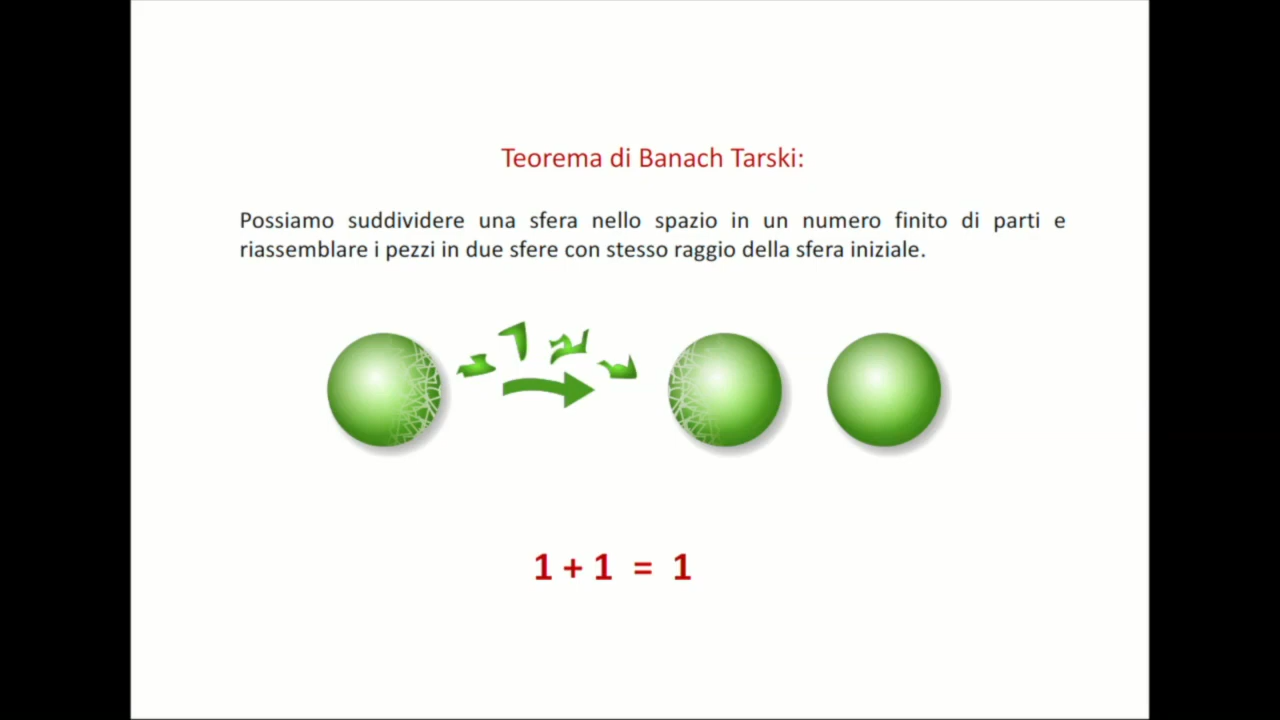 Teorema di Banach Tarski:
Possiamo suddividere una sfera nello spazio in un numero finito di parti e
riassemblare i pezzi in due sfere con stesso raggio della sfera iniziale.
1 + 1 = 1